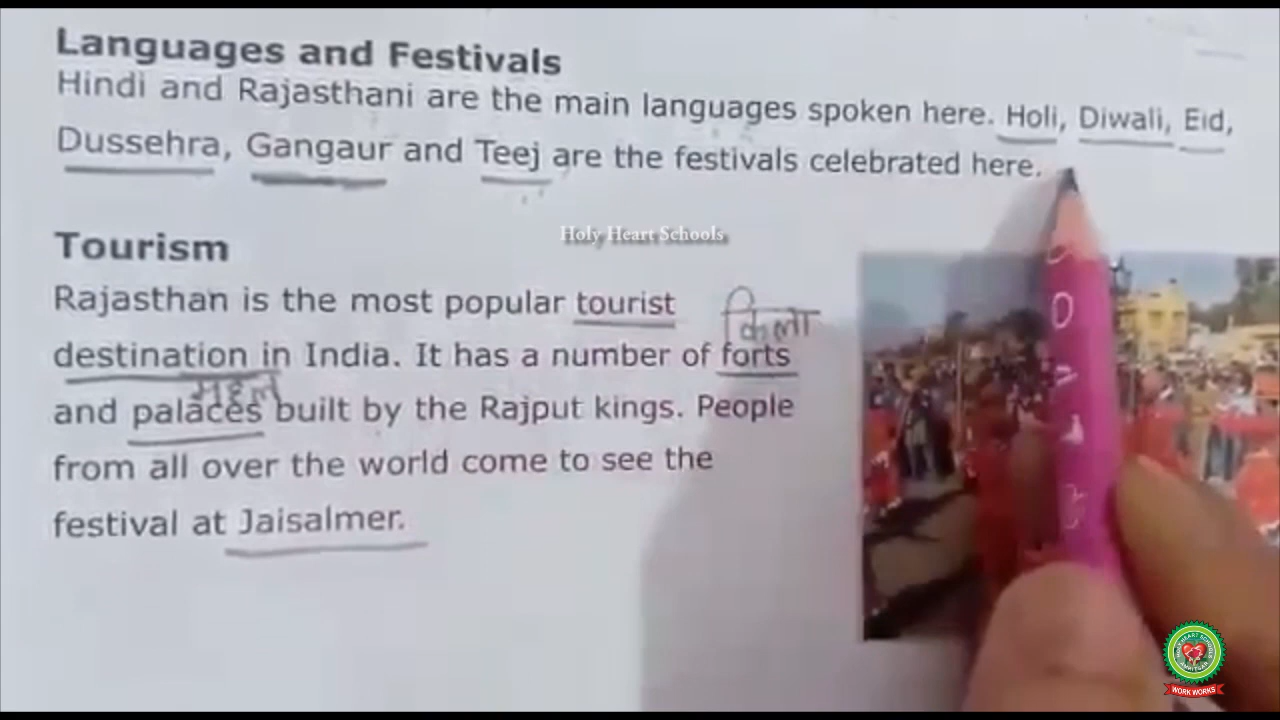 Languages and Festivals
Hindi and Rajasthani are the main languages spoken here. Holi, Diwali, Eid,
Dussehra, Gangaur and Teej are the festivals celebrated here.
Holy Heart Schools
Tourism
Rajasthan is the most popular tourist
किला
destination in India. It has a number of forts
महल
and palaces built by the Rajput kings. People
from all over the world come to see the
festival at Jaisalmer.
WORK WORKS